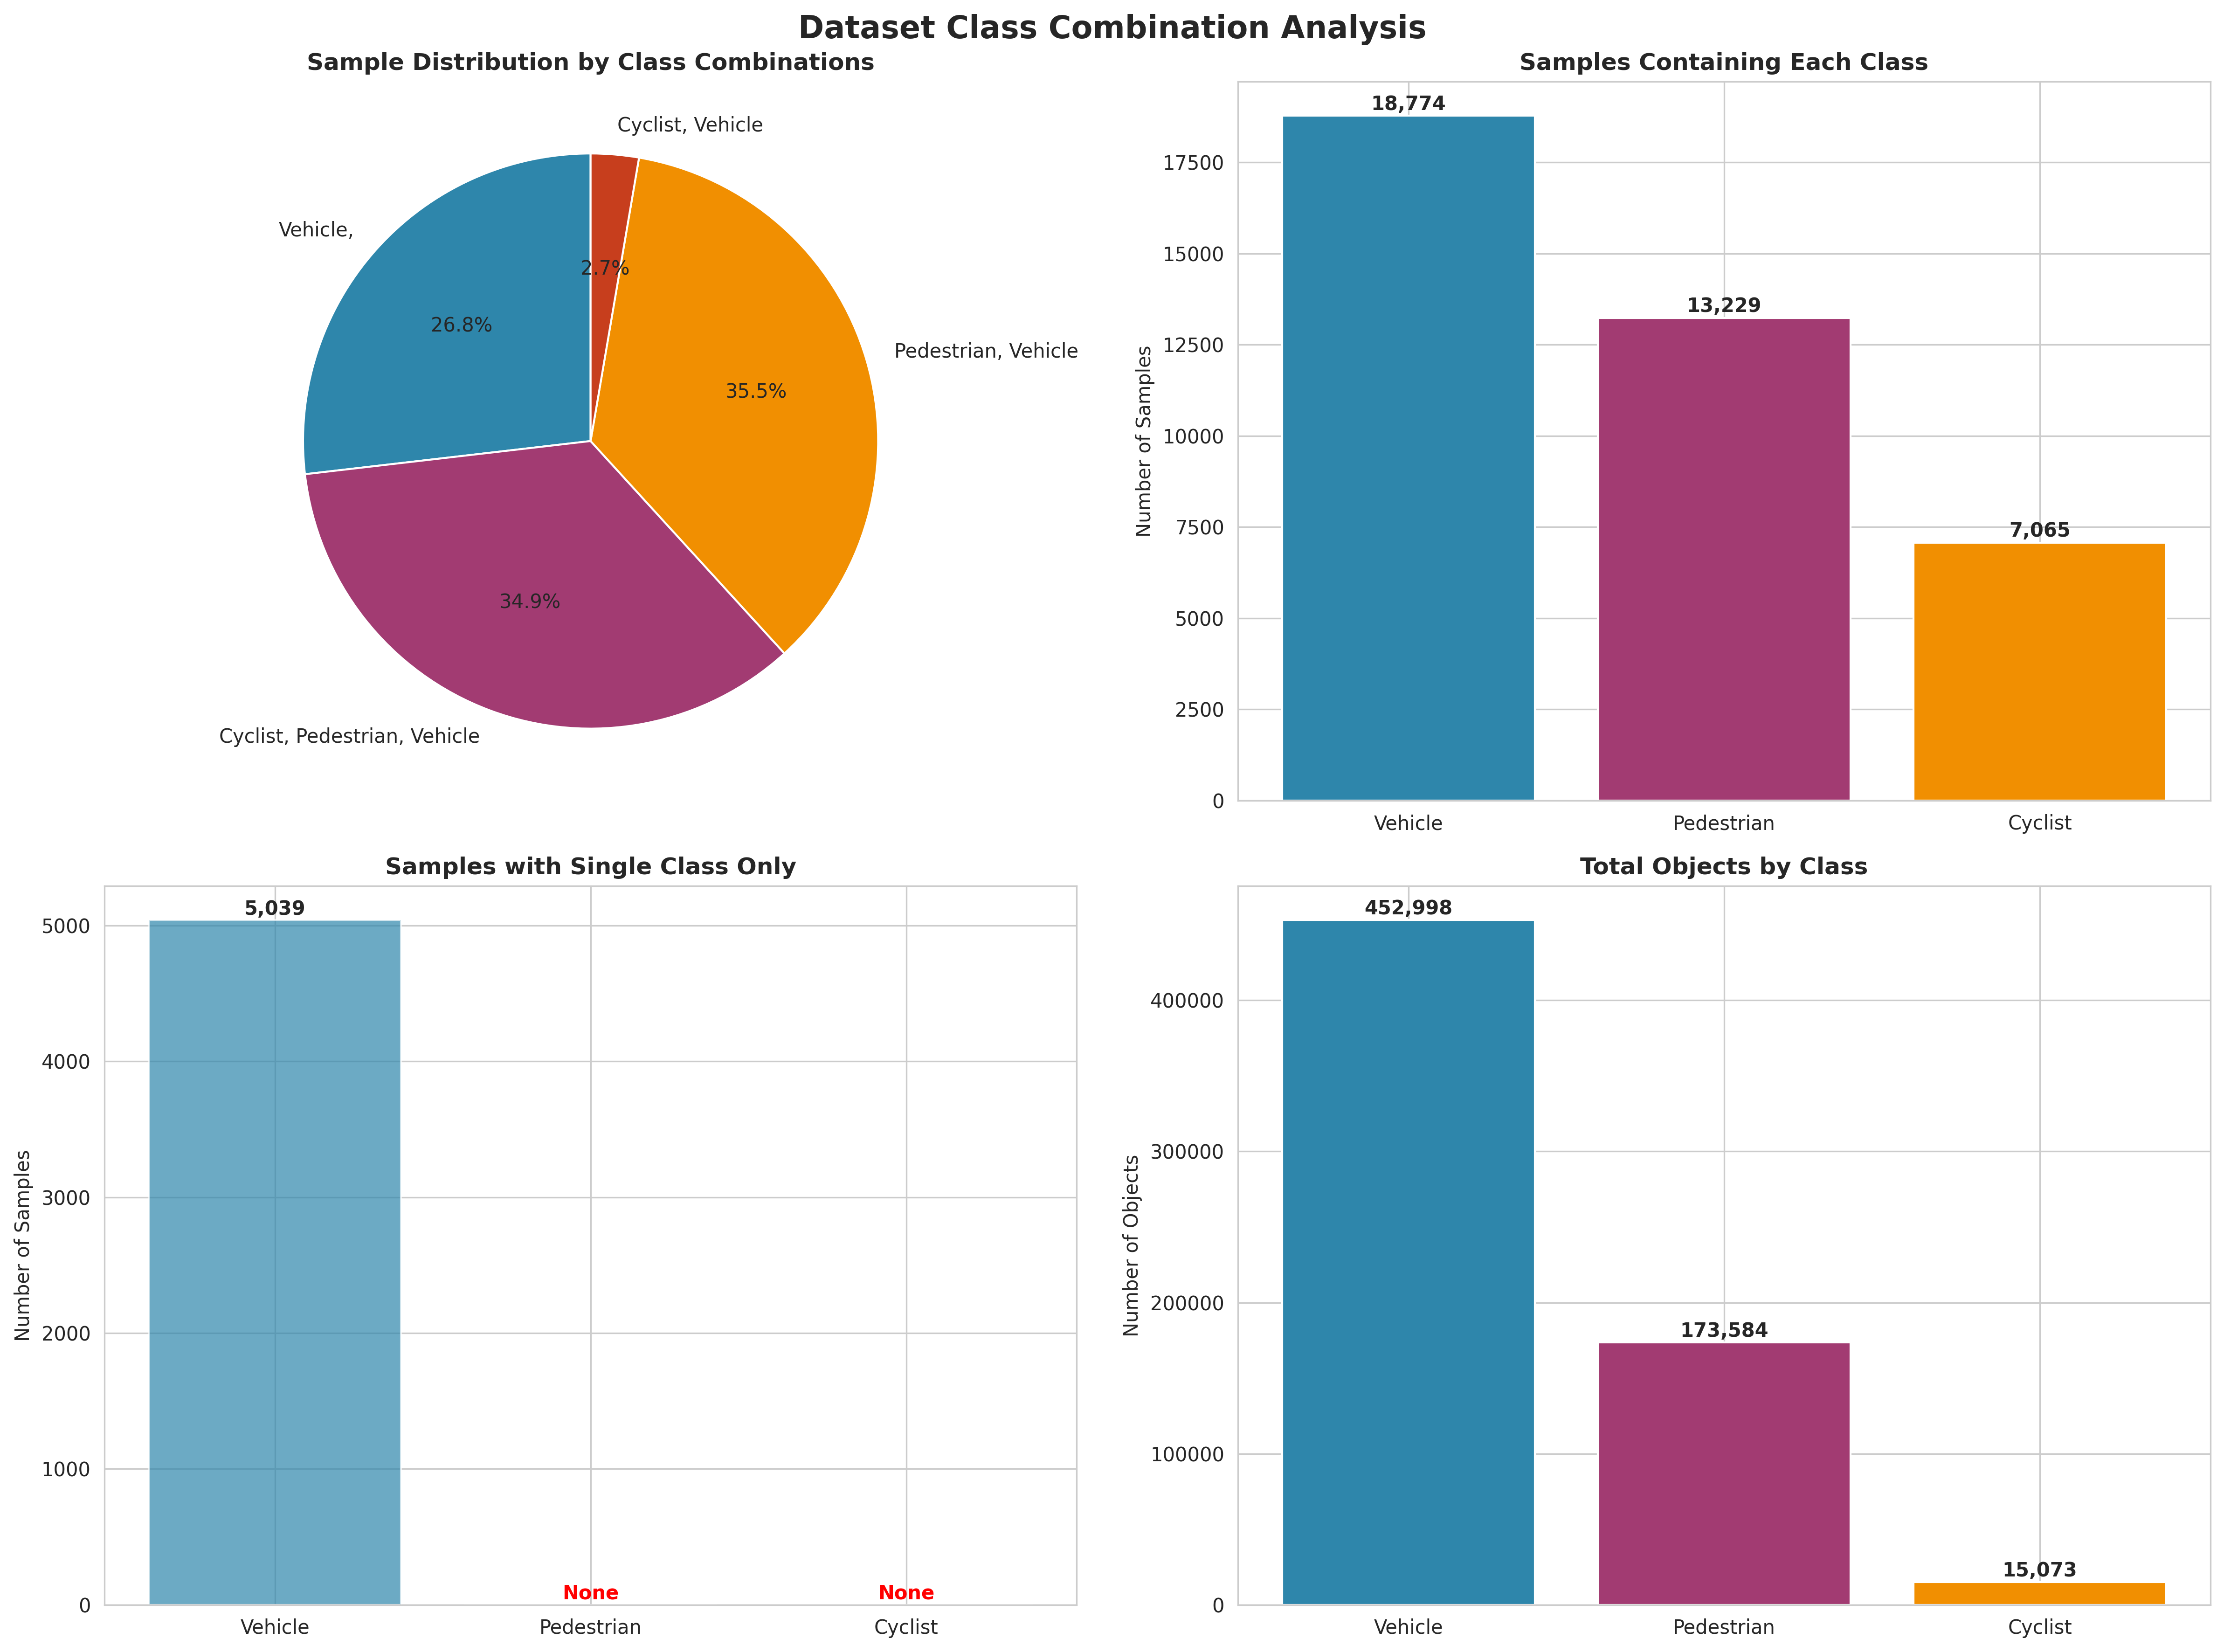 Dataset Class Combination Analysis
Sample Distribution by Class Combinations
Cyclist, Vehicle
Vehicle,
2.7%
26.8%
Pedestrian, Vehicle
35.5%
34.9%
Cyclist, Pedestrian, Vehicle
Samples Containing Each Class
18,774
13,229
7,065
Number of Samples
17500
15000
12500
10000
7500
5000
2500
0
Vehicle
Pedestrian
Cyclist
Samples with Single Class Only
5,039
None
None
Number of Samples
5000
4000
3000
2000
1000
0
Vehicle
Pedestrian
Cyclist
Total Objects by Class
452,998
173,584
15,073
Number of Objects
400000
300000
200000
100000
0
Vehicle
Pedestrian
Cyclist